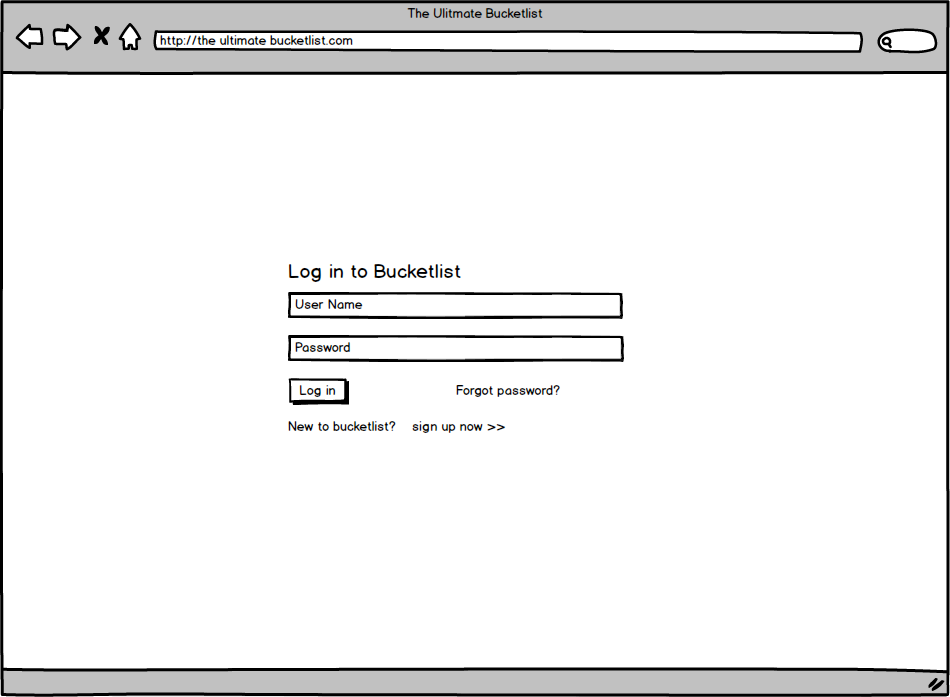 The Ulitmate Bucketlist
http://the ultimate bucketlist.com
Log in to Bucketlist
User Name
Password
Log in
Forgot password?
New to bucketlist? sign up now >>